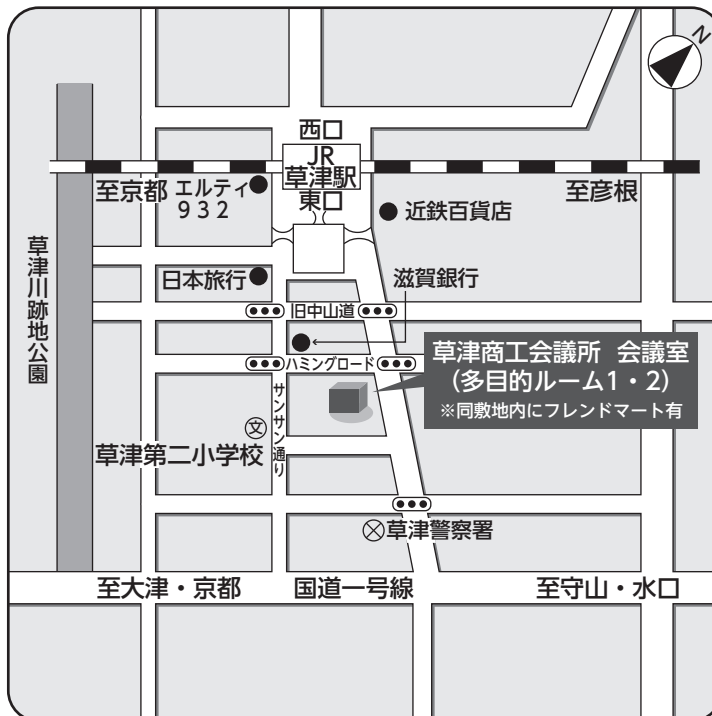 N
西口
JR
草津駅
東口
至京都
エルティ
９３２
至彦根
近鉄百貨店
草津川跡地公園
日本旅行
滋賀銀行
旧中山道
ハミングロード
草津商工会議所　会議室
（多目的ルーム1・2）
※同敷地内にフレンドマート有
サンサン通り
文
草津第二小学校
草津警察署
至大津・京都
国道一号線
至守山・水口